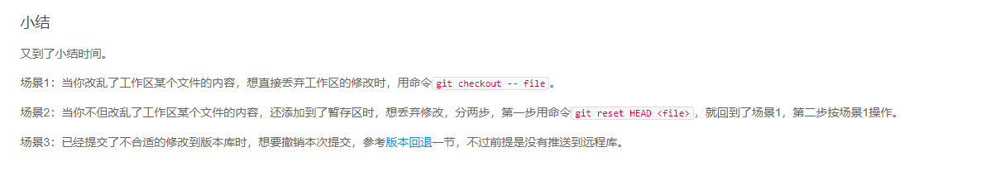 小结
又到了小结时间。
场景1：当你改乱了工作区某个文件的内容，想直接丢弃工作区的修改时，用命令git checkout -- file。
场景2：当你不但改乱了工作区某个文件的内容，还添加到了暂存区时，想丢弃修改，分两步，第一步用命令git reset HEAD <file>，就回到了场景1，第二步按场景1操作。
场景3：已经提交了不合适的修改到版本库时，想要撤销本次提交，参考版本回退一节，不过前提是没有推送到远程库。